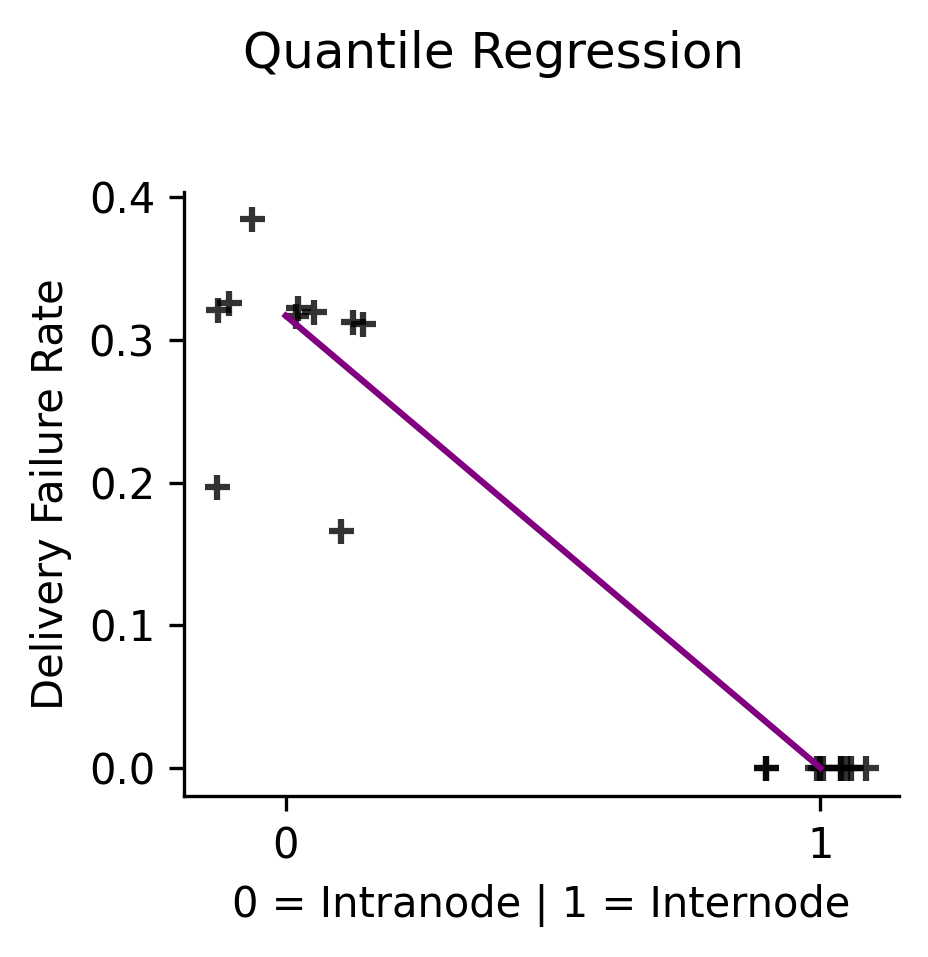 Quantile Regression
0.4
0.3
0.2
0.1
0.0
Delivery Failure Rate
0
1
0 = Intranode | 1 = Internode